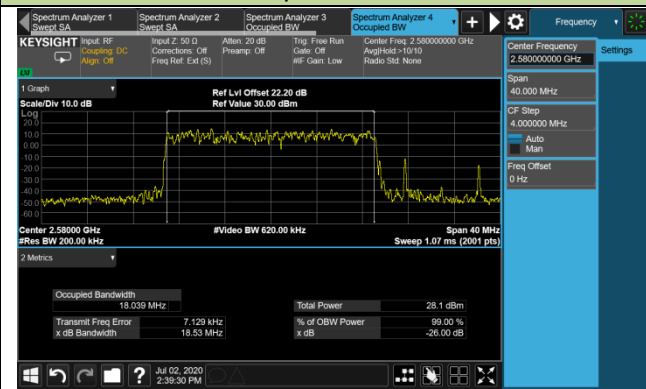 Spectrum Analyzer 1
Swept SA
Spectrum Analyzer 2
Swept SA
Spectrum Analyzer 3
Occupied BW
Spectrum Analyzer 4
Occupied BW
Frequency
KEYSIGHT
Input: RF
Coupling: DC
Align: Off
Input Z: 50 Ω
Corrections: Off
Freq Ref: Ext (S)
Atten: 20 dB
Preamp: Off
Trig: Free Run
Gate: Off
#IF Gain: Low
Center Freq: 2.580000000 GHz
Avg|Hold:>10/10
Radio Std: None
LW
Center Frequency
2.580000000 GHz
Settings
Span
40.000 MHz
CF Step
4.000000 MHz
Auto
Man
Freq Offset
0 Hz
1 Graph
Scale/Div 10.0 dB
Ref Lvl Offset 22.20 dB
Ref Value 30.00 dBm
Log
20.0
10.0
0.00
-10.0
-20.0
-30.0
-40.0
-50.0
-60.0
Center 2.58000 GHz
#Res BW 200.00 kHz
#Video BW 620.00 kHz
Span 40 MHz
Sweep 1.07 ms (2001 pts)
2 Metrics
Occupied Bandwidth
18.039 MHz
Total Power 28.1 dBm
Transmit Freq Error 7.129 kHz
% of OBW Power 99.00 %
x dB Bandwidth 18.53 MHz
x dB -26.00 dB
?
Jul 02, 2020
2:39:30 PM